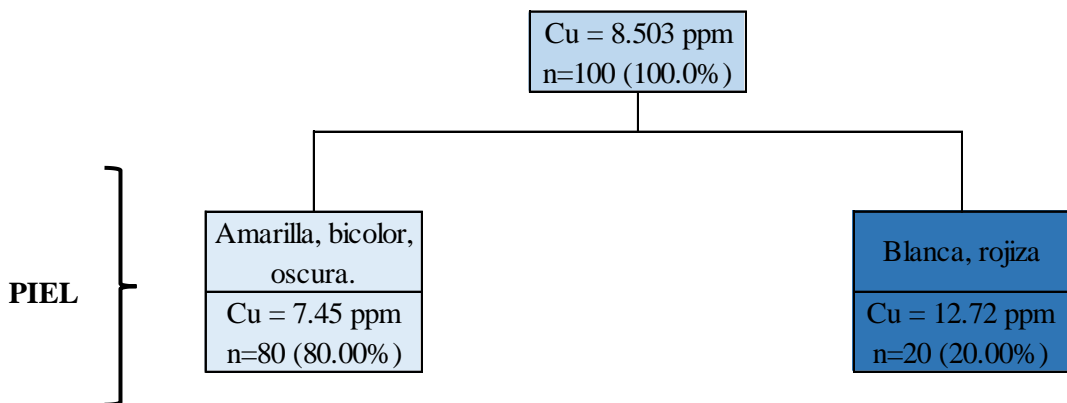 Cu = 8.503 ppm
n=100 (100.0%)
PIEL
Amarilla, bicolor,
oscura.
Cu = 7.45 ppm
n=80 (80.00%)
Blanca, rojiza
Cu = 12.72 ppm
n=20 (20.00%)